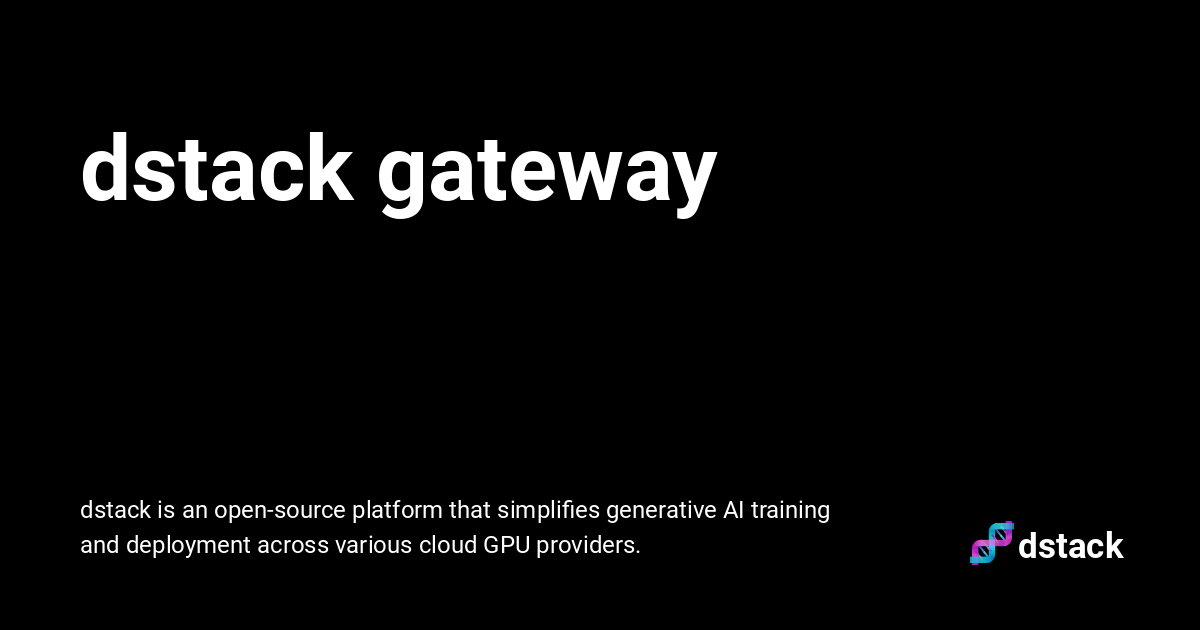 dstack gateway
dstack is an open-source platform that simplifies generative AI training
and deployment across various cloud GPU providers.
dstack